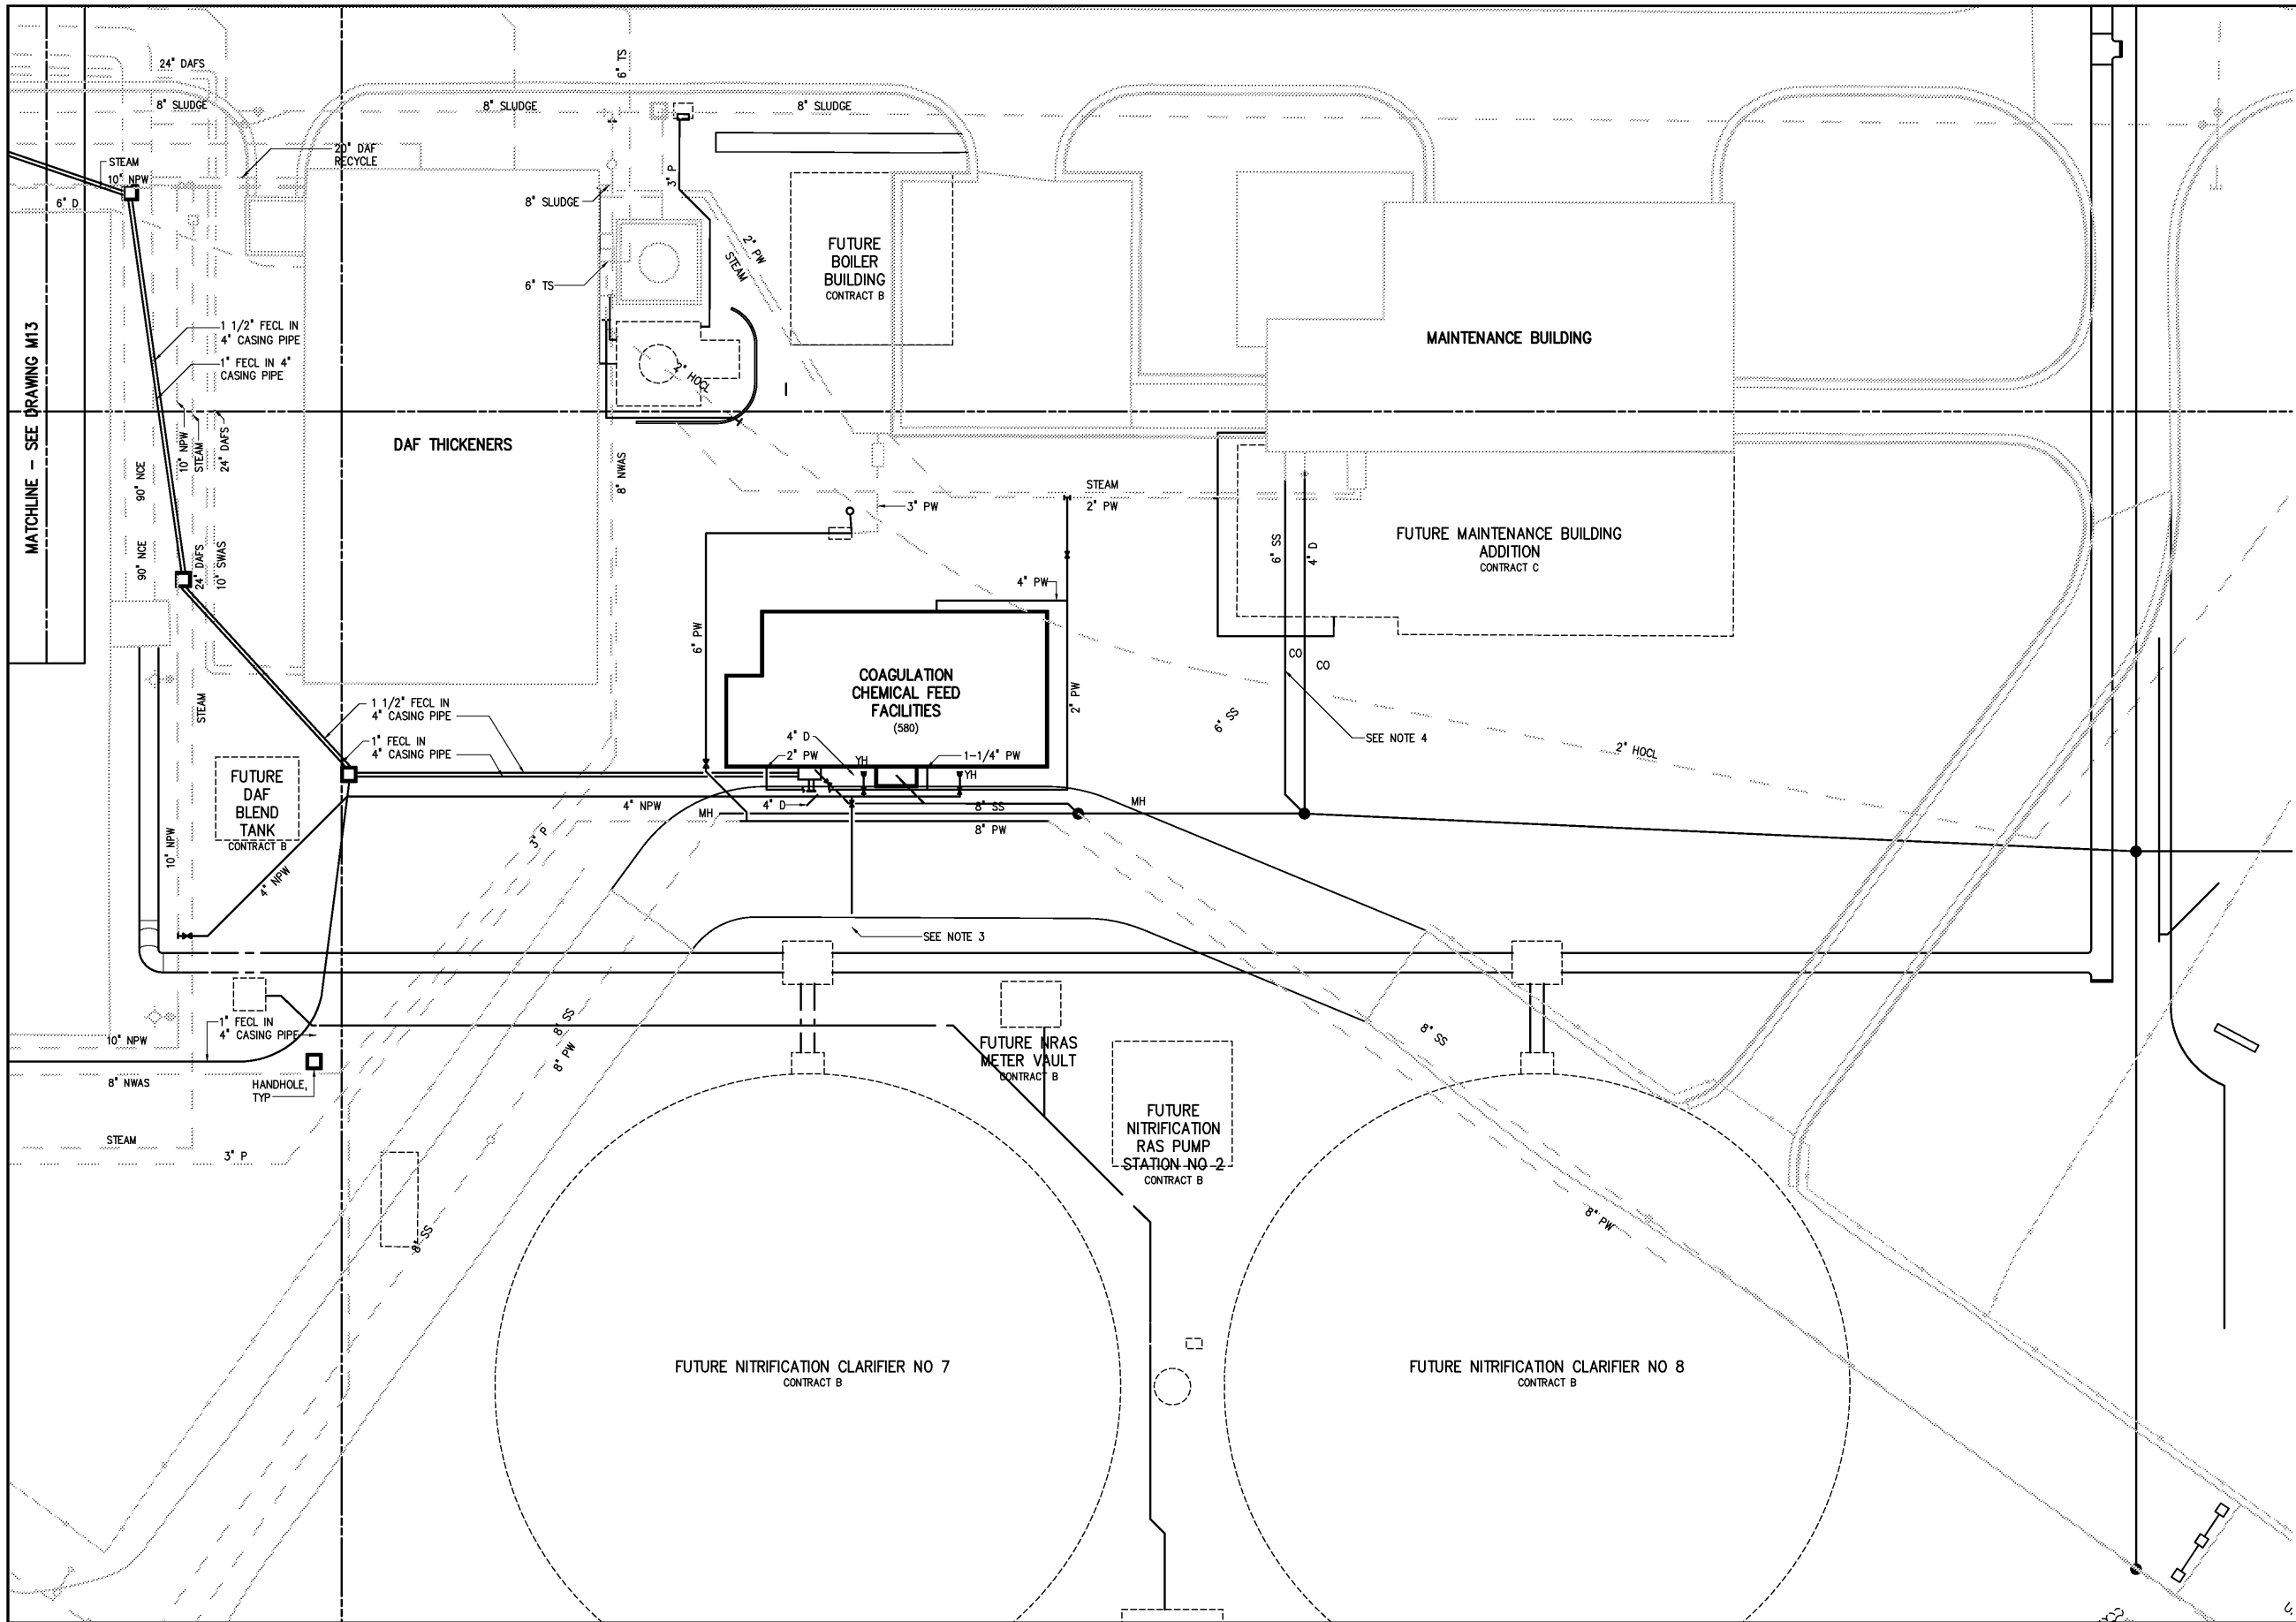 6" TS
24" DAFS
8" SLUDGE
8" SLUDGE
8" SLUDGE
20" DAF
RECYCLE
STEAM
10" NPW
6" D
3" P
8" SLUDGE
2" PW
STEAM
FUTURE
BOILER
BUILDING
CONTRACT B
6" TS
1 1/2" FECL IN
4" CASING PIPE
1" FECL IN 4"
CASING PIPE
MATCHLINE - SEE DRAWING M13
MAINTENANCE BUILDING
2" HOCL
DAF THICKENERS
10" NPW
STEAM
24" DAFS
90" NCE
8" NWAS
STEAM
2" PW
3" PW
FUTURE MAINTENANCE BUILDING
ADDITION
CONTRACT C
6" SS
4" D
90" NCE
24" DAFS
10" SWAS
4" PW
6" PW
CO
CO
COAGULATION
CHEMICAL FEED
FACILITIES
(580)
2" PW
STEAM
1 1/2" FECL IN
4" CASING PIPE
6" SS
SEE NOTE 4
2" HOCL
4" D
1" FECL IN
4" CASING PIPE
2" PW
YH
1-1/4" PW
YH
FUTURE
DAF
BLEND
TANK
CONTRACT B
4" NPW
4" D
8" SS
MH
MH
8" PW
3" P
10" NPW
4" NPW
SEE NOTE 3
1" FECL IN
4" CASING PIPE
10" NPW
8" SS
8" PW
8" SS
FUTURE NRAS
METER VAULT
CONTRACT B
8" NWAS
HANDHOLE,
TYP
FUTURE
NITRIFICATION
RAS PUMP
STATION NO 2
CONTRACT B
STEAM
3" P
8" SS
8" PW
FUTURE NITRIFICATION CLARIFIER NO 7
CONTRACT B
FUTURE NITRIFICATION CLARIFIER NO 8
CONTRACT B